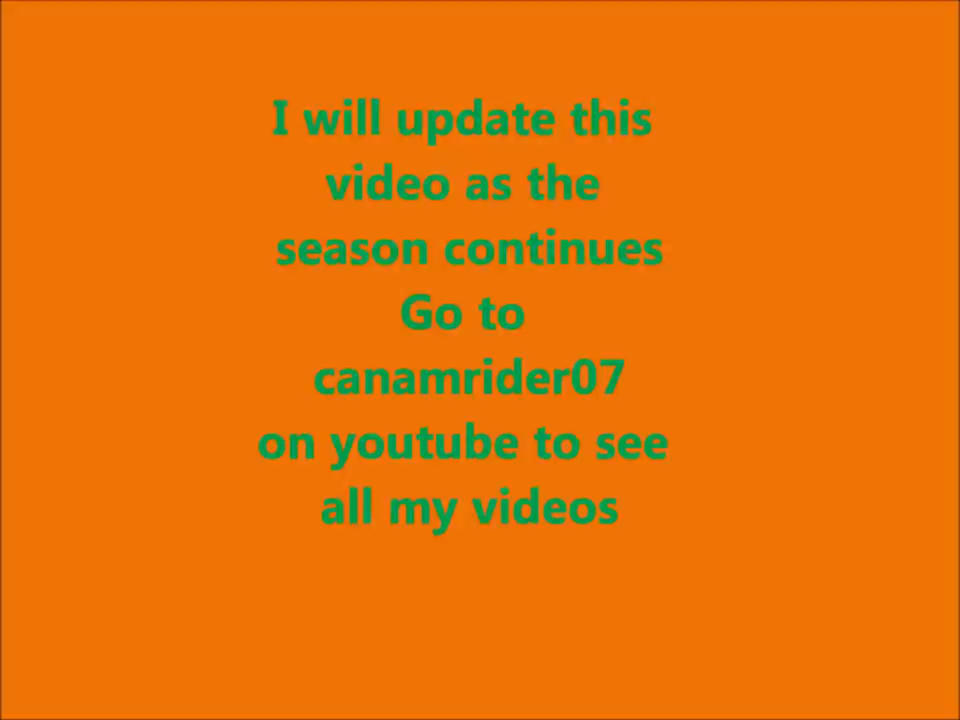 I will update this
video as the
season continues
Go to
canamrider07
on youtube to see
all my videos